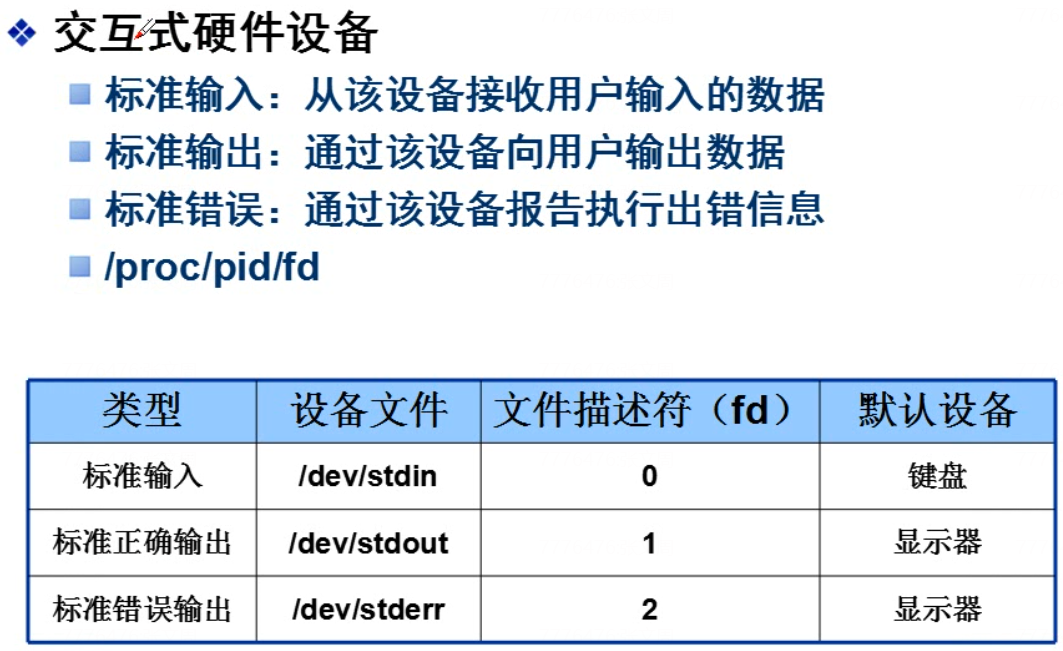 交互式硬件设备
标准输入：从该设备接收用户输入的数据
标准输出：通过该设备向用户输出数据
标准错误：通过该设备报告执行出错信息
/proc/pid/fd
类型 设备文件 文件描述符（fd） 默认设备
标准输入 /dev/stdin 0 键盘
标准正确输出 /dev/stdout 1 显示器
标准错误输出 /dev/stderr 2 显示器